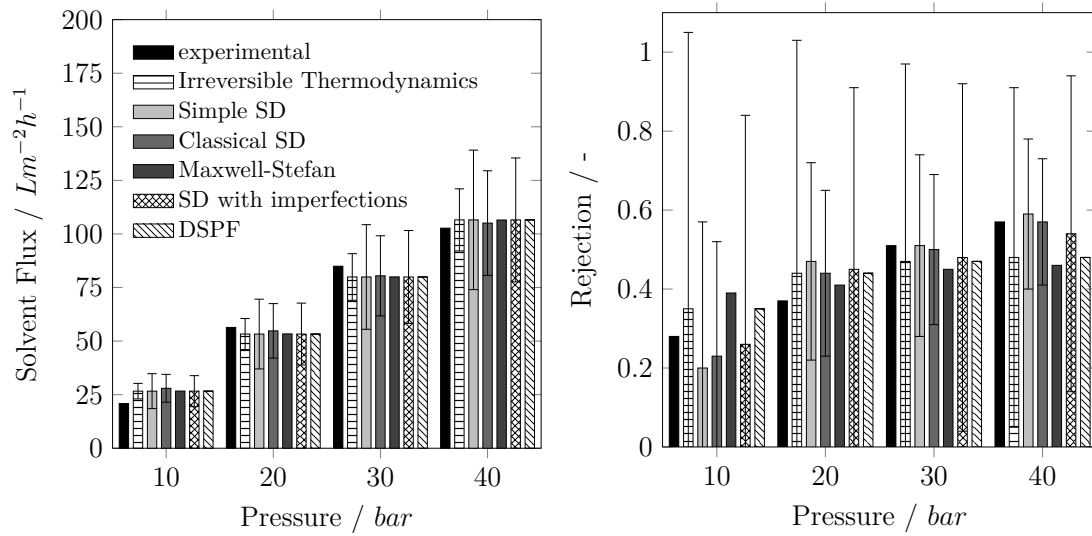 200
175
150
125
100
75
50
25
0
Solvent Flux / Lm⁻²h⁻¹
experimental
Irreversible Thermodynamics
Simple SD
Classical SD
Maxwell-Stefan
SD with imperfections
DSPF
10 20 30 40
Pressure / bar
1
0.8
0.6
0.4
0.2
0
Rejection / -
10 20 30 40
Pressure / bar